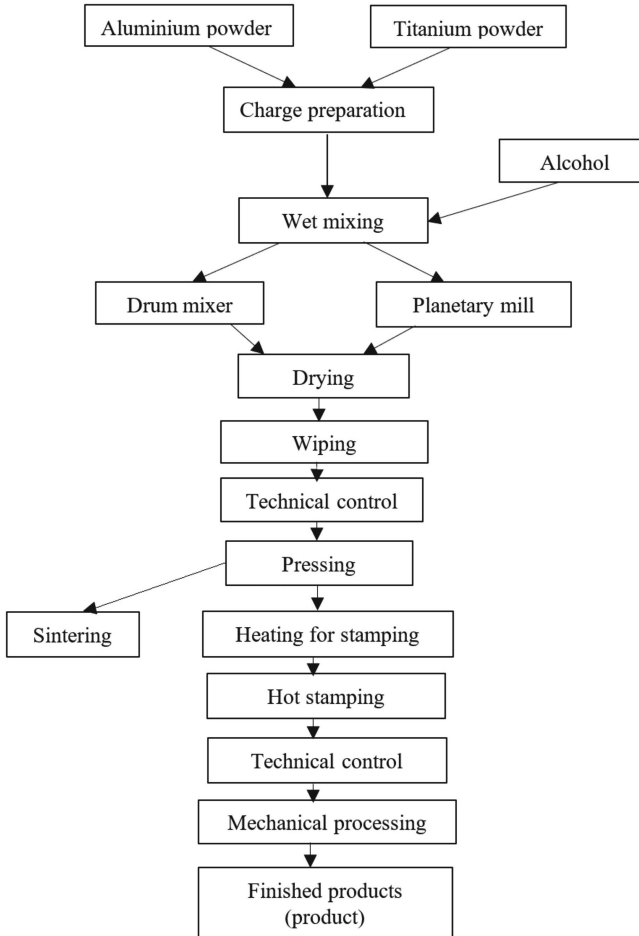 Aluminium powder
Titanium powder
Charge preparation
Alcohol
Wet mixing
Drum mixer
Planetary mill
Drying
Wiping
Technical control
Pressing
Sintering
Heating for stamping
Hot stamping
Technical control
Mechanical processing
Finished products
(product)